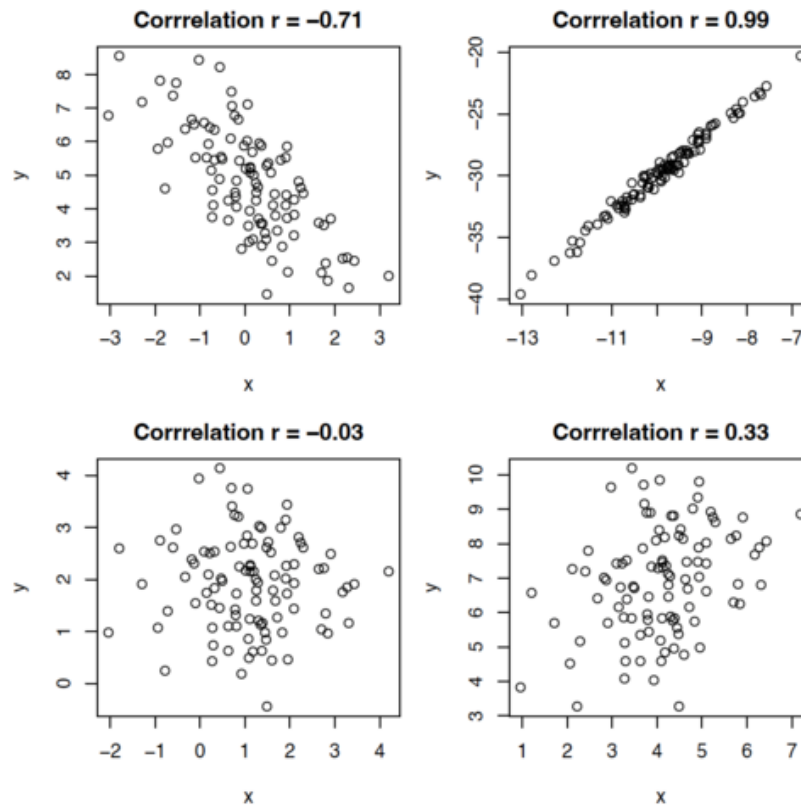 Corrrelation r = −0.71
8
7
6
5
4
3
2
y
−3 −2 −1 0 1 2 3
x
Corrrelation r = 0.99
−20
−25
−30
−35
−40
y
−13 −11 −9 −8 −7
x
Corrrelation r = −0.03
4
3
2
1
0
y
−2 −1 0 1 2 3 4
x
Corrrelation r = 0.33
10
9
8
7
6
5
4
3
y
1 2 3 4 5 6 7
x